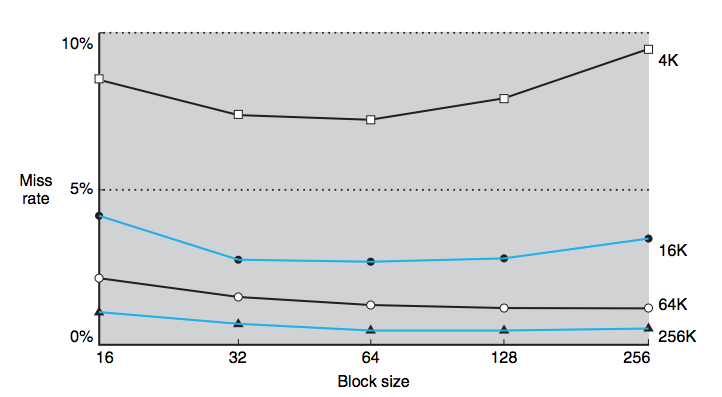 10%
4K
Miss
rate
5%
16K
64K
0%
256K
16 32 64 128 256
Block size